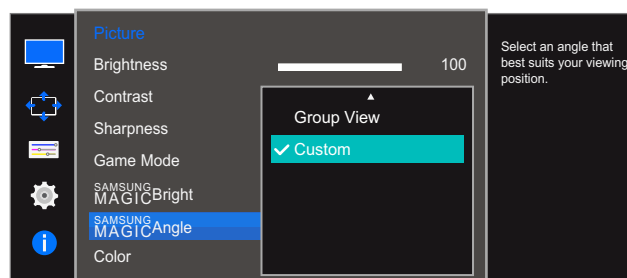 Picture
Brightness 100
Contrast
Group View
Sharpness
Custom
Game Mode
SAMSUNG
MAGICBright
SAMSUNG
MAGICAngle
Color
Select an angle that
best suits your viewing
position.